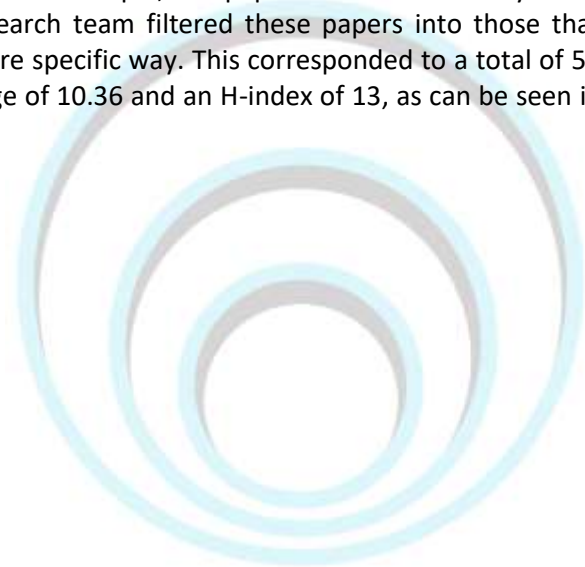 search team filtered these papers into those tha
re specific way. This corresponded to a total of 5
ge of 10.36 and an H-index of 13, as can be seen i